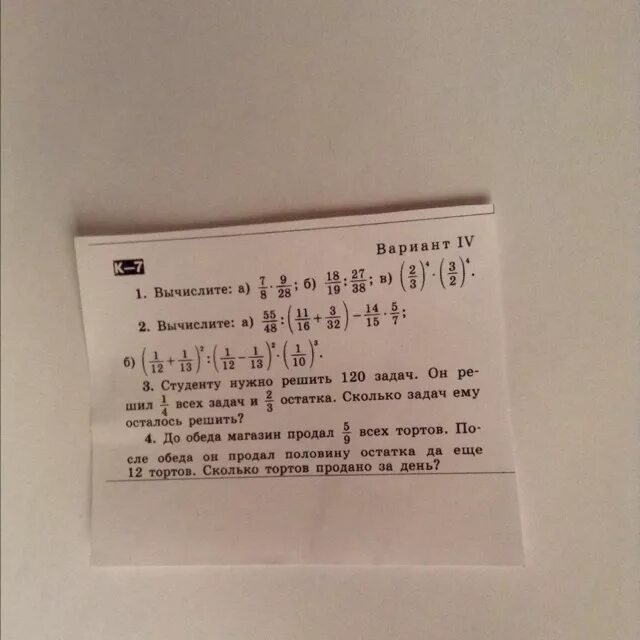 Вариант IV
К—7
1. Вычислите: а) 7/8 · 9/28; б) 18/19 : 27/38; в) (2/3)⁴ · (3/2)⁴.
2. Вычислите: а) 55/48 : (11/16 + 3/32) − 14/15 · 5/7;
б) (1/12 + 1/13)² : (1/12 − 1/13)² · (1/10)³.
3. Студенту нужно решить 120 задач. Он ре-
шил 1/4 всех задач и 2/3 остатка. Сколько задач ему
осталось решить?
4. До обеда магазин продал 5/9 всех тортов. По-
сле обеда он продал половину остатка да еще
12 тортов. Сколько тортов продано за день?